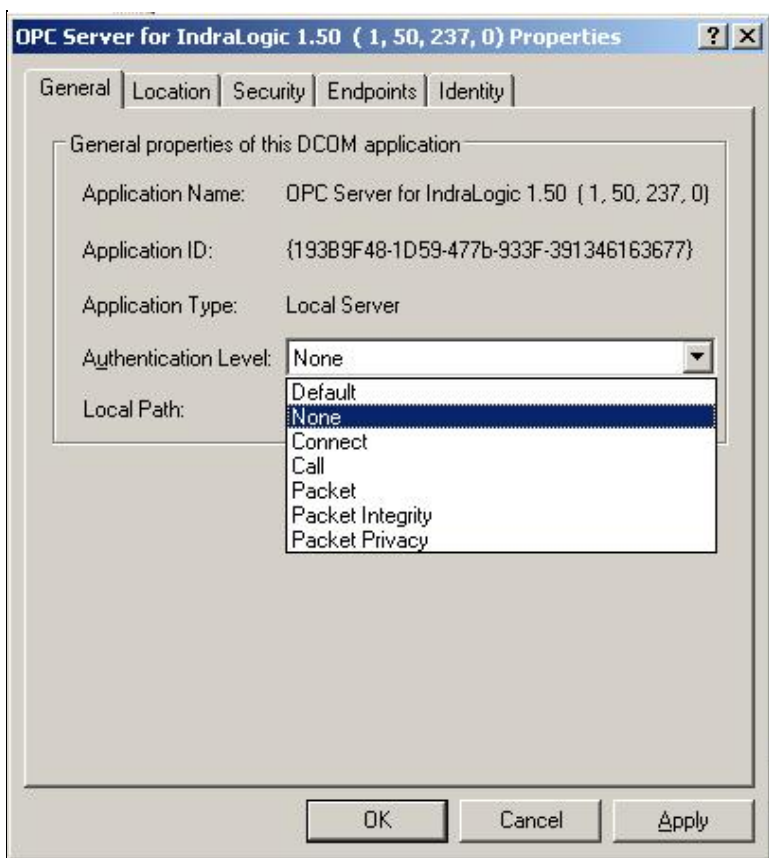 OPC Server for IndraLogic 1.50 ( 1, 50, 237, 0) Properties
General Location Security Endpoints Identity
General properties of this DCOM application
Application Name: OPC Server for IndraLogic 1.50 ( 1, 50, 237, 0)
Application ID: {193B9F48-1D59-477b-933F-391346163677}
Application Type: Local Server
Authentication Level: None
Local Path:
Default
None
Connect
Call
Packet
Packet Integrity
Packet Privacy
OK Cancel Apply